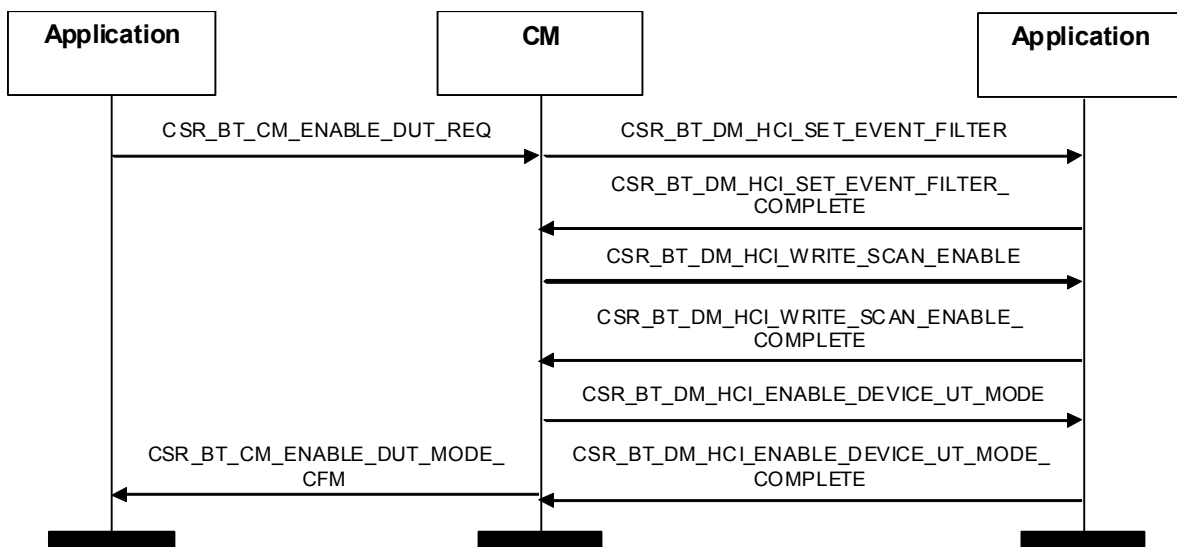 Application
CM
Application
CSR_BT_CM_ENABLE_DUT_REQ
CSR_BT_DM_HCI_SET_EVENT_FILTER
CSR_BT_DM_HCI_SET_EVENT_FILTER_
COMPLETE
CSR_BT_DM_HCI_WRITE_SCAN_ENABLE
CSR_BT_DM_HCI_WRITE_SCAN_ENABLE_
COMPLETE
CSR_BT_DM_HCI_ENABLE_DEVICE_UT_MODE
CSR_BT_CM_ENABLE_DUT_MODE_
CFM
CSR_BT_DM_HCI_ENABLE_DEVICE_UT_MODE_
COMPLETE